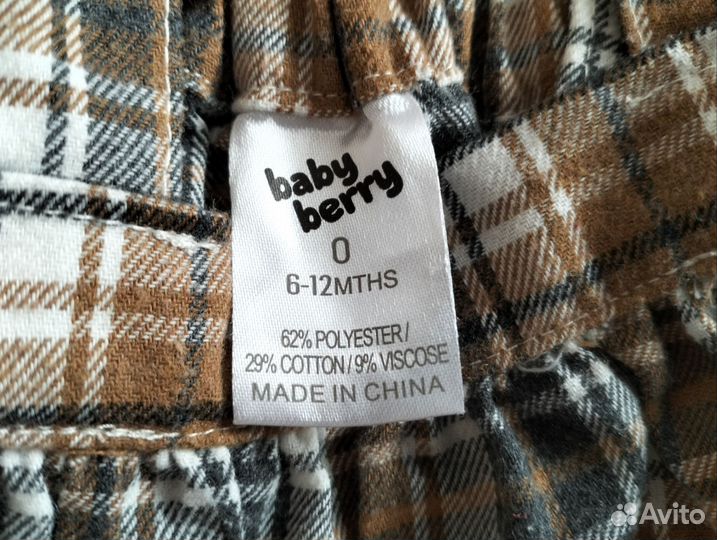 baby
berry
0
6-12MTHS
62% POLYESTER/
29% COTTON/9% VISCOSE
MADE IN CHINA
Avito